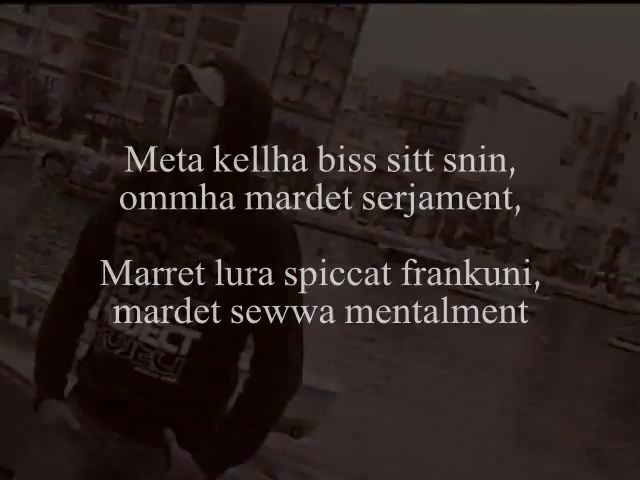 Meta kellha biss sitt snin,
ommha mardet serjament,
Marret lura spiccat frankuni,
mardet sewwa mentalment